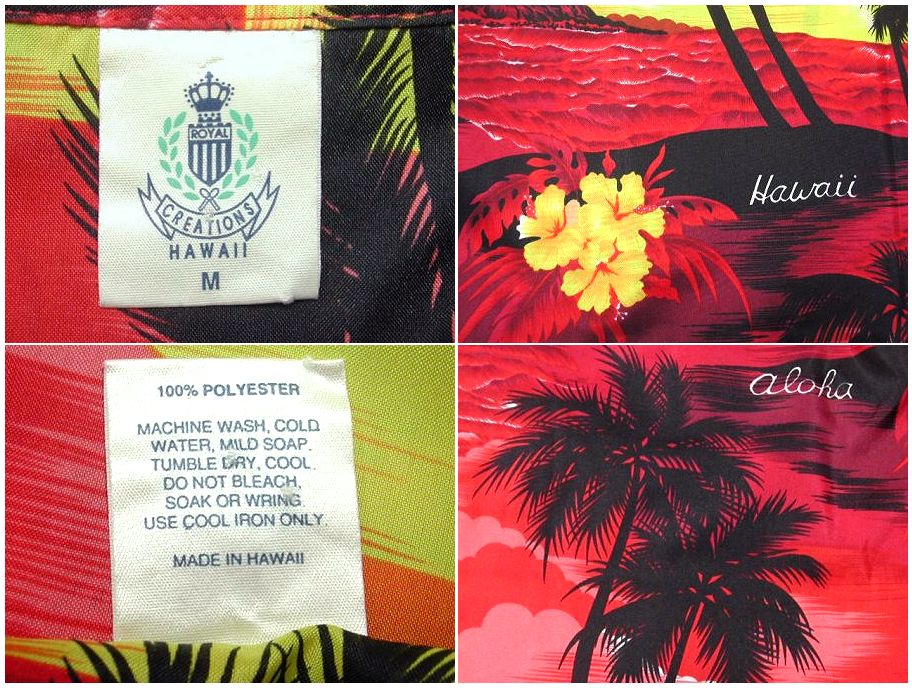 ROYAL
CREATIONS
HAWAII
M
Hawaii
100% POLYESTER
MACHINE WASH, COLD
WATER, MILD SOAP.
TUMBLE DRY, COOL.
DO NOT BLEACH,
SOAK OR WRING.
USE COOL IRON ONLY.
MADE IN HAWAII
aloha